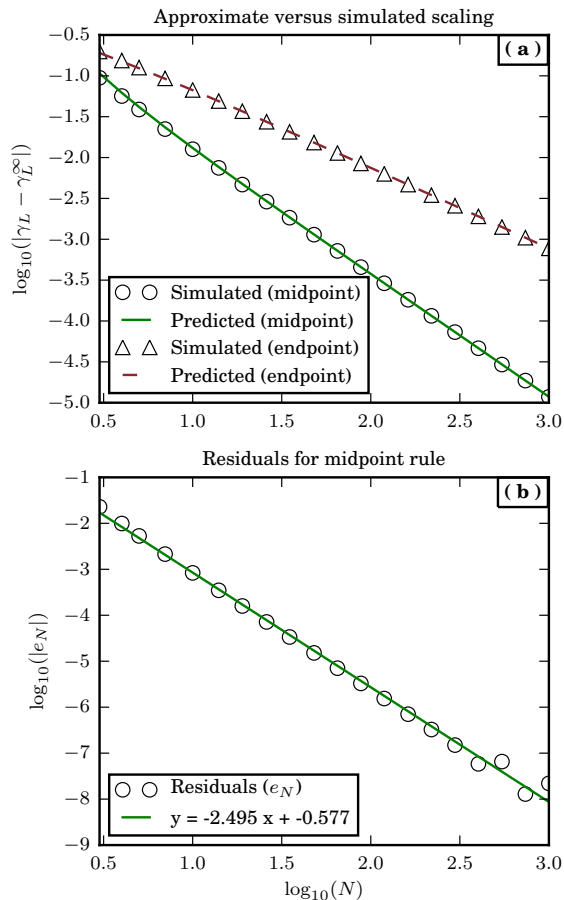 Approximate versus simulated scaling
(a)
−0.5
−1.0
−1.5
−2.0
−2.5
−3.0
−3.5
−4.0
−4.5
−5.0
log₁₀(|γ_L − γ_L^∞|)
Simulated (midpoint)
Predicted (midpoint)
Simulated (endpoint)
Predicted (endpoint)
0.5 1.0 1.5 2.0 2.5 3.0
Residuals for midpoint rule
(b)
−1
−2
−3
−4
−5
−6
−7
−8
−9
log₁₀(|e_N|)
Residuals (e_N)
y = -2.495 x + -0.577
0.5 1.0 1.5 2.0 2.5 3.0
log₁₀(N)